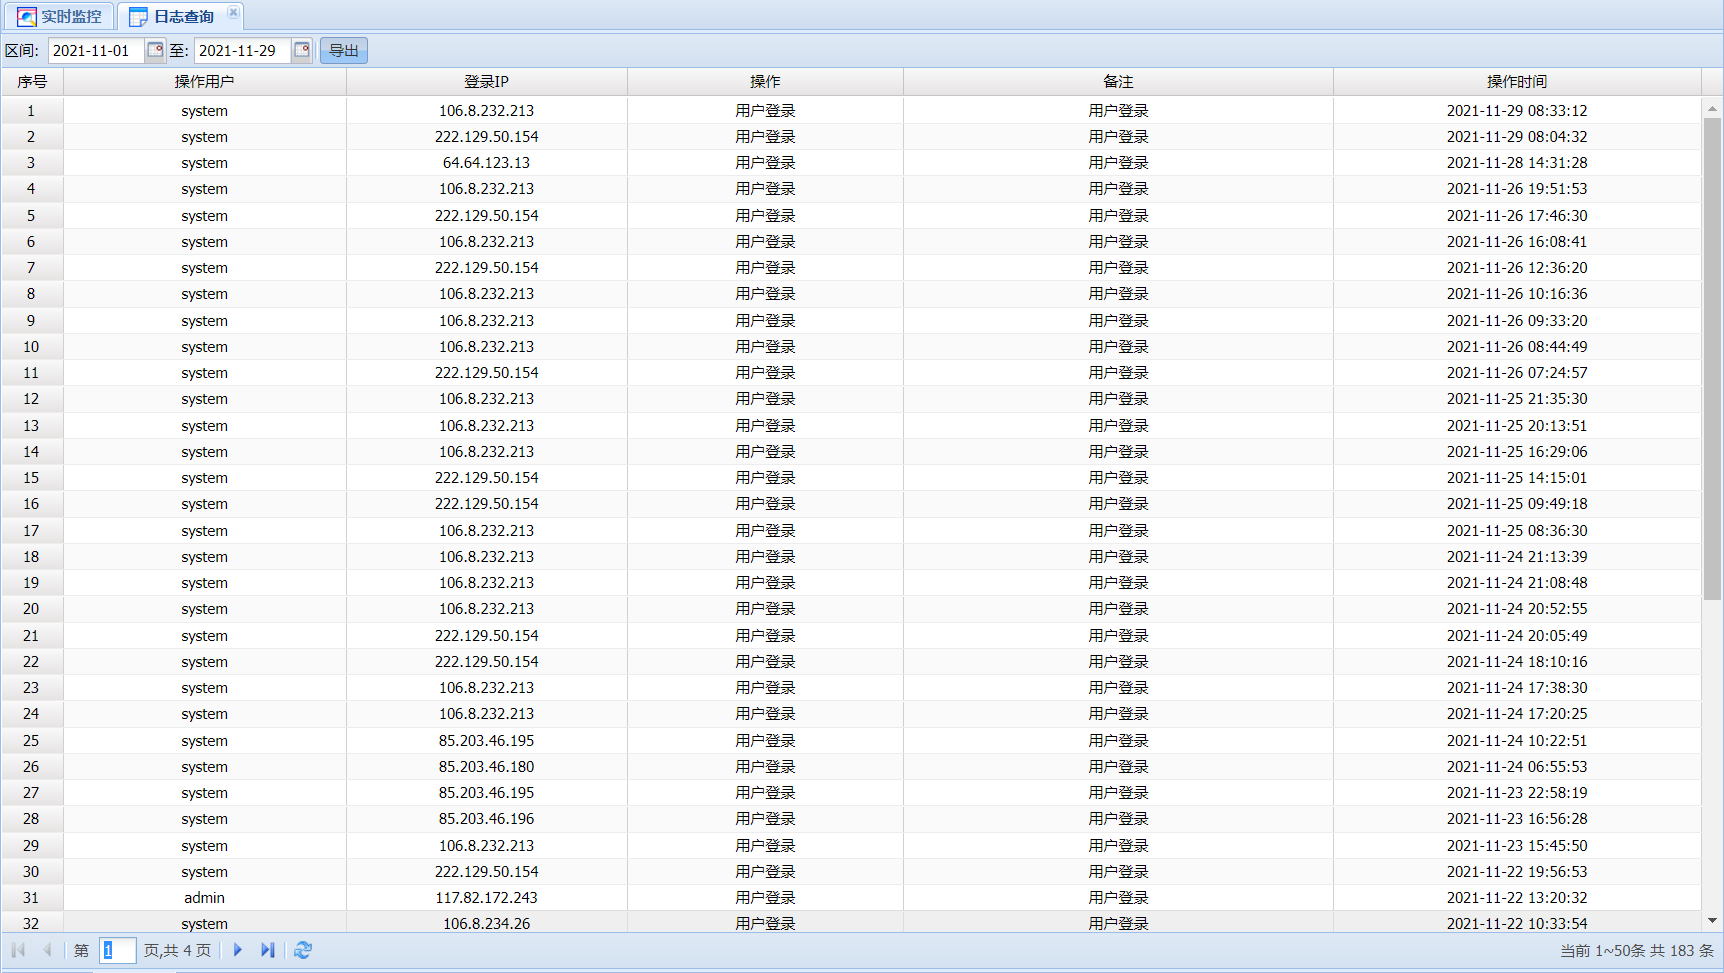 实时监控 日志查询
区间: 2021-11-01 至: 2021-11-29 导出
序号 操作用户 登录IP 操作 备注 操作时间
1 system 106.8.232.213 用户登录 用户登录 2021-11-29 08:33:12
2 system 222.129.50.154 用户登录 用户登录 2021-11-29 08:04:32
3 system 64.64.123.13 用户登录 用户登录 2021-11-28 14:31:28
4 system 106.8.232.213 用户登录 用户登录 2021-11-26 19:51:53
5 system 222.129.50.154 用户登录 用户登录 2021-11-26 17:46:30
6 system 106.8.232.213 用户登录 用户登录 2021-11-26 16:08:41
7 system 222.129.50.154 用户登录 用户登录 2021-11-26 12:36:20
8 system 106.8.232.213 用户登录 用户登录 2021-11-26 10:16:36
9 system 106.8.232.213 用户登录 用户登录 2021-11-26 09:33:20
10 system 106.8.232.213 用户登录 用户登录 2021-11-26 08:44:49
11 system 222.129.50.154 用户登录 用户登录 2021-11-26 07:24:57
12 system 106.8.232.213 用户登录 用户登录 2021-11-25 21:35:30
13 system 106.8.232.213 用户登录 用户登录 2021-11-25 20:13:51
14 system 106.8.232.213 用户登录 用户登录 2021-11-25 16:29:06
15 system 222.129.50.154 用户登录 用户登录 2021-11-25 14:15:01
16 system 222.129.50.154 用户登录 用户登录 2021-11-25 09:49:18
17 system 106.8.232.213 用户登录 用户登录 2021-11-25 08:36:30
18 system 106.8.232.213 用户登录 用户登录 2021-11-24 21:13:39
19 system 106.8.232.213 用户登录 用户登录 2021-11-24 21:08:48
20 system 106.8.232.213 用户登录 用户登录 2021-11-24 20:52:55
21 system 222.129.50.154 用户登录 用户登录 2021-11-24 20:05:49
22 system 222.129.50.154 用户登录 用户登录 2021-11-24 18:10:16
23 system 106.8.232.213 用户登录 用户登录 2021-11-24 17:38:30
24 system 106.8.232.213 用户登录 用户登录 2021-11-24 17:20:25
25 system 85.203.46.195 用户登录 用户登录 2021-11-24 10:22:51
26 system 85.203.46.180 用户登录 用户登录 2021-11-24 06:55:53
27 system 85.203.46.195 用户登录 用户登录 2021-11-23 22:58:19
28 system 85.203.46.196 用户登录 用户登录 2021-11-23 16:56:28
29 system 106.8.232.213 用户登录 用户登录 2021-11-23 15:45:50
30 system 222.129.50.154 用户登录 用户登录 2021-11-22 19:56:53
31 admin 117.82.172.243 用户登录 用户登录 2021-11-22 13:20:32
32 system 106.8.234.26 用户登录 用户登录 2021-11-22 10:33:54
第 1 页,共 4 页 当前 1~50条 共 183 条